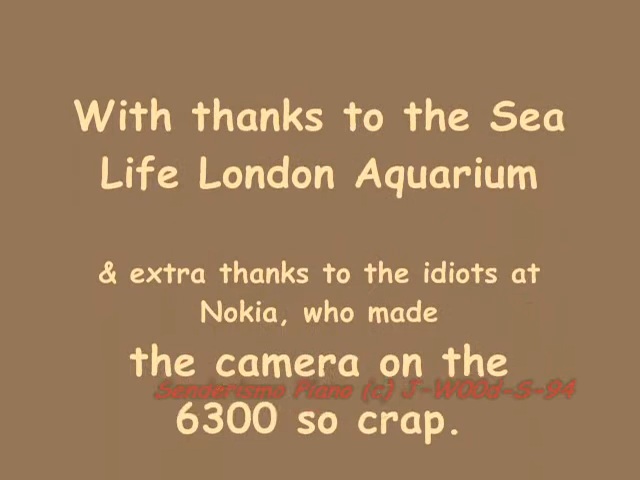 With thanks to the Sea
Life London Aquarium
& extra thanks to the idiots at
Nokia, who made
the camera on the
Senderismo Piano (c) J-W00d-S-94
6300 so crap.